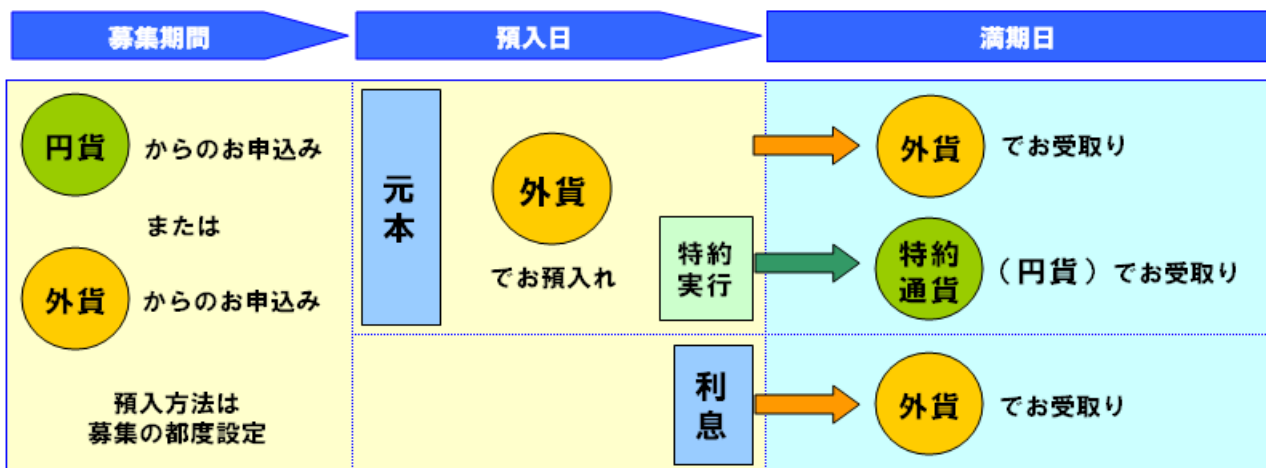 募集期間
預入日
満期日
円貨 からのお申込み
または
外貨 からのお申込み
預入方法は
募集の都度設定
元
本
外貨
でお預入れ
特約
実行
外貨 でお受取り
特約
通貨
（円貨）でお受取り
利
息
外貨 でお受取り